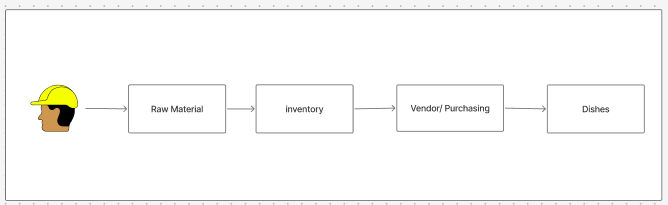 Raw Material
inventory
Vendor/ Purchasing
Dishes